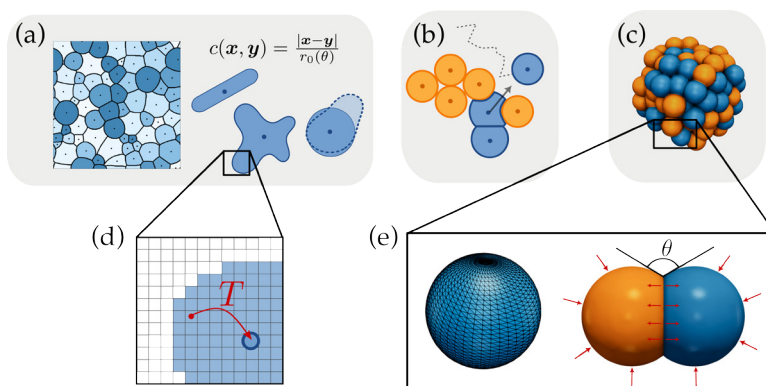 (a)
c(x, y) = |x−y| / r₀(θ)
(b)
(c)
(d)
T
(e)
θ